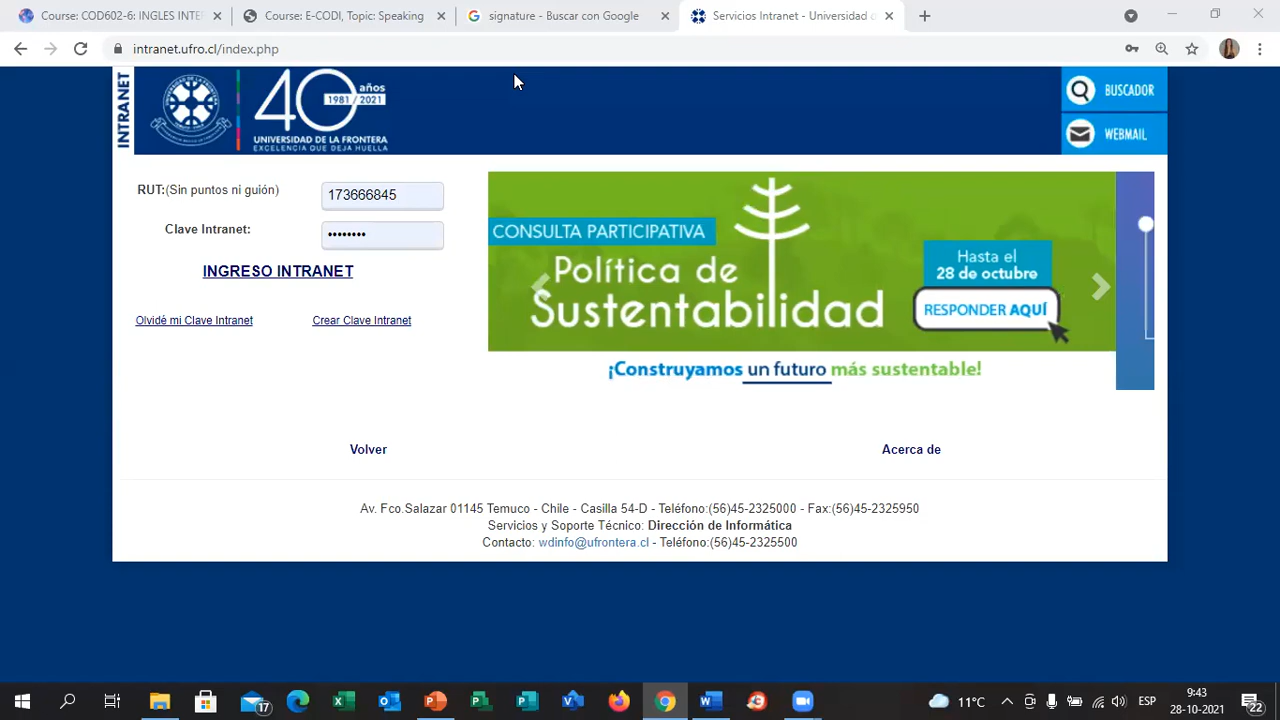 Course: COD602-6: INGLES INTER
Course: E-CODI, Topic: Speaking
signature - Buscar con Google
Servicios Intranet - Universidad d
intranet.ufro.cl/index.php
INTRANET
40 años
1981 / 2021
UNIVERSIDAD DE LA FRONTERA
EXCELENCIA QUE DEJA HUELLA
BUSCADOR
WEBMAIL
RUT:(Sin puntos ni guión)
173666845
Clave Intranet:
••••••••
INGRESO INTRANET
Olvidé mi Clave Intranet
Crear Clave Intranet
CONSULTA PARTICIPATIVA
Política de
Sustentabilidad
Hasta el
28 de octubre
RESPONDER AQUÍ
¡Construyamos un futuro más sustentable!
Volver
Acerca de
Av. Fco.Salazar 01145 Temuco - Chile - Casilla 54-D - Teléfono:(56)45-2325000 - Fax:(56)45-2325950
Servicios y Soporte Técnico: Dirección de Informática
Contacto: wdinfo@ufrontera.cl - Teléfono:(56)45-2325500
17
11°C
ESP
9:43
28-10-2021
22